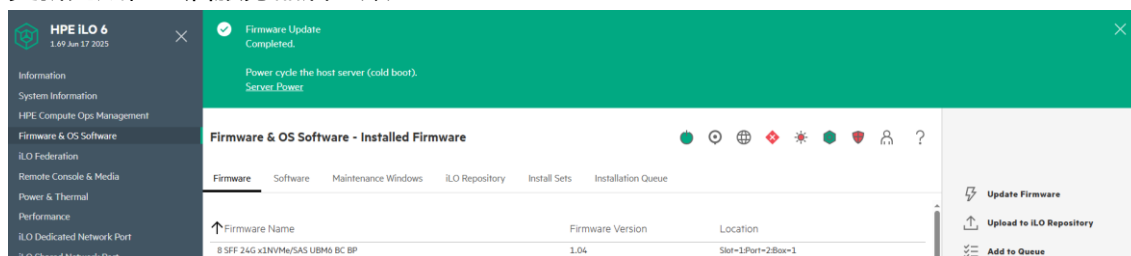 HPE iLO 6
1.69 Jun 17 2025
Information
System Information
HPE Compute Ops Management
Firmware & OS Software
iLO Federation
Remote Console & Media
Power & Thermal
Performance
iLO Dedicated Network Port
iLO Shared Network Port
Firmware Update
Completed.
Power cycle the host server (cold boot).
Server Power
Firmware & OS Software - Installed Firmware
Firmware Software Maintenance Windows iLO Repository Install Sets Installation Queue
Firmware Name Firmware Version Location
8 SFF 24G x1NVMe/SAS UBM6 BC BP 1.04 Slot=1:Port=2:Box=1
Update Firmware
Upload to iLO Repository
Add to Queue